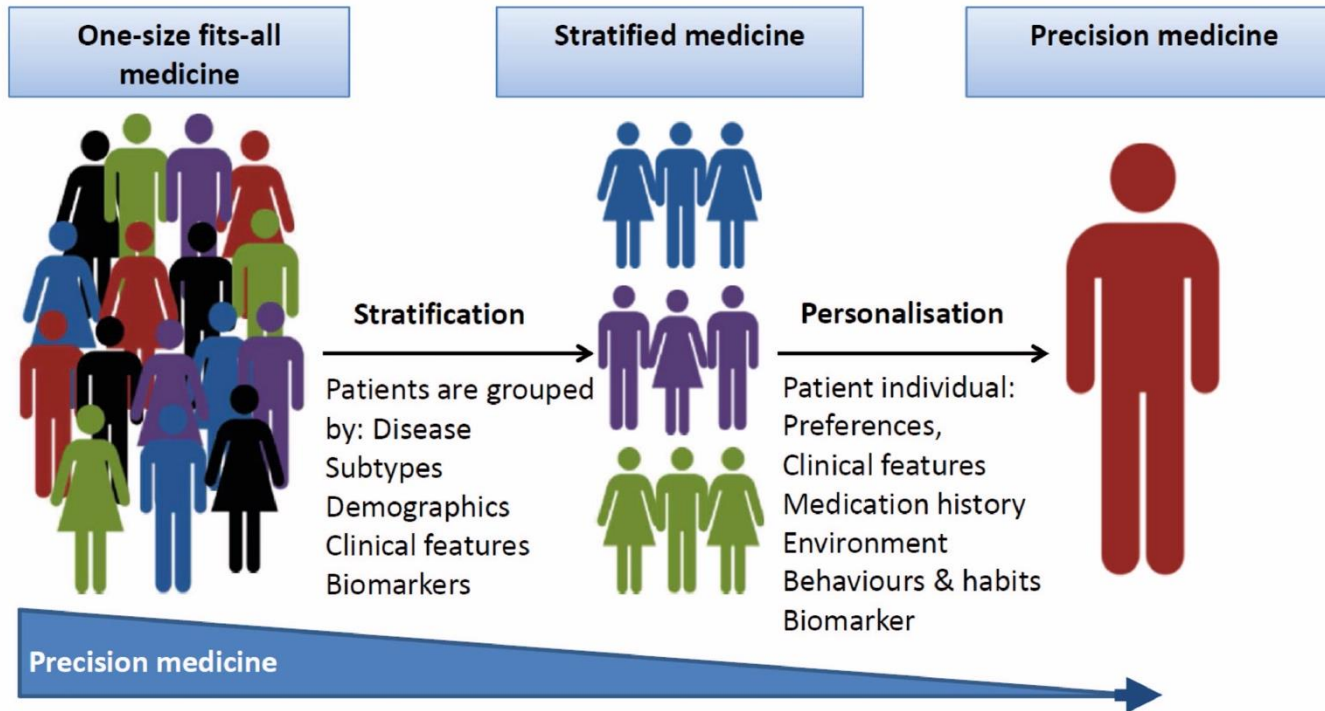 One-size fits-all
medicine
Stratified medicine
Precision medicine
Stratification
Patients are grouped
by: Disease
Subtypes
Demographics
Clinical features
Biomarkers
Personalisation
Patient individual:
Preferences,
Clinical features
Medication history
Environment
Behaviours & habits
Biomarker
Precision medicine